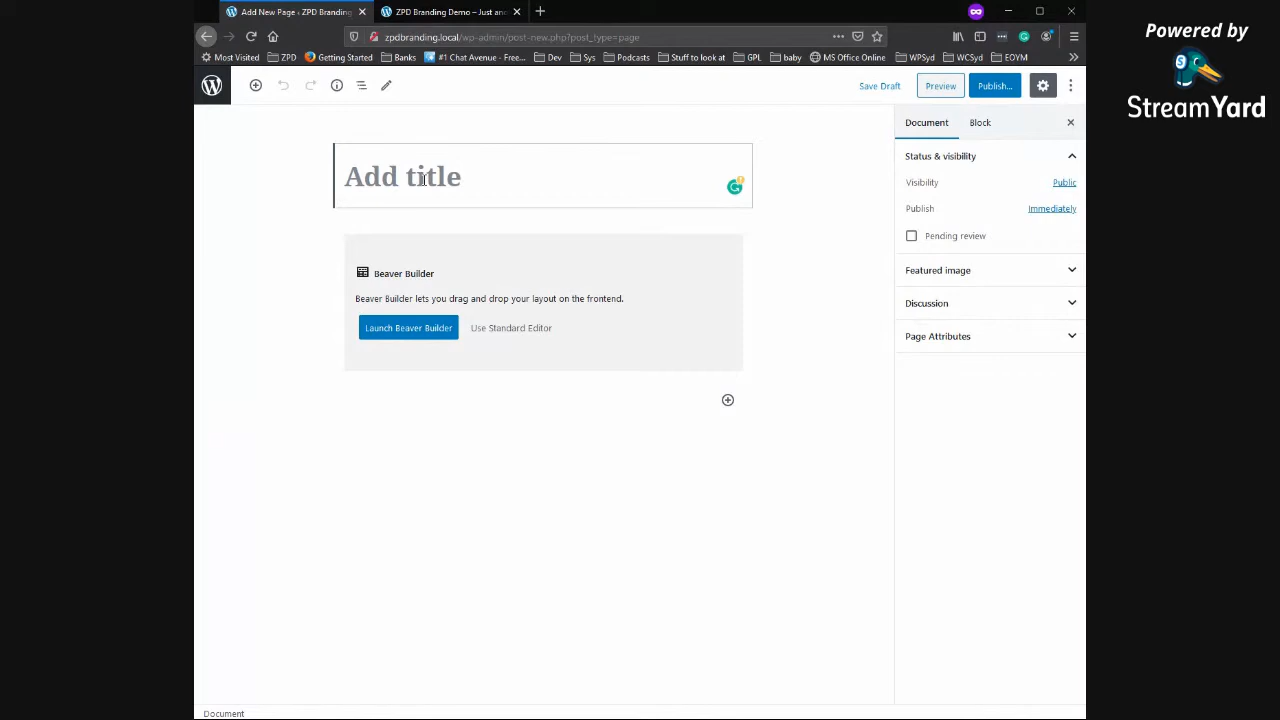 Add New Page ‹ ZPD Branding
ZPD Branding Demo – Just ano
zpdbranding.local/wp-admin/post-new.php?post_type=page
Most Visited
ZPD
Getting Started
Banks
#1 Chat Avenue - Free...
Dev
Sys
Podcasts
Stuff to look at
GPL
baby
MS Office Online
WPSyd
WCSyd
EOYM
Save Draft
Preview
Publish...
Add title
Beaver Builder
Beaver Builder lets you drag and drop your layout on the frontend.
Launch Beaver Builder
Use Standard Editor
Document
Block
Status & visibility
Visibility
Public
Publish
Immediately
Pending review
Featured image
Discussion
Page Attributes
Document
Powered by
StreamYard